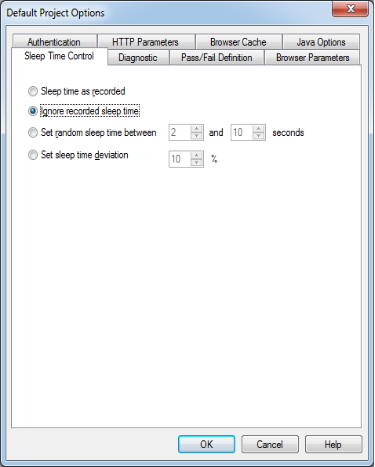 Default Project Options
Authentication HTTP Parameters Browser Cache Java Options
Sleep Time Control Diagnostic Pass/Fail Definition Browser Parameters
Sleep time as recorded
Ignore recorded sleep time
Set random sleep time between 2 and 10 seconds
Set sleep time deviation 10 %
OK Cancel Help